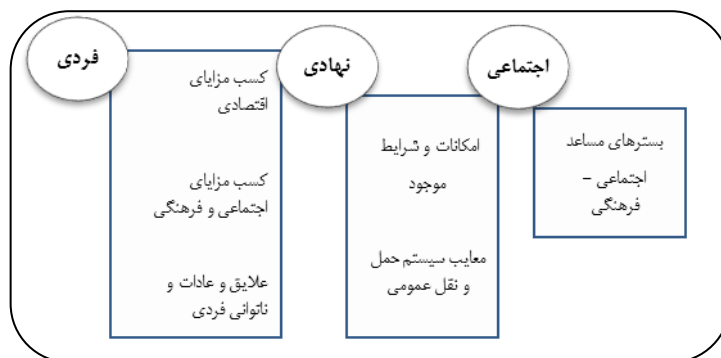 اجتماعی
بسترهای مساعد
اجتماعی –
فرهنگی
نهادی
امکانات و شرایط
موجود
معایب سیستم حمل
و نقل عمومی
فردی
کسب مزایای
اقتصادی
کسب مزایای
اجتماعی و فرهنگی
علایق و عادات و
ناتوانی فردی